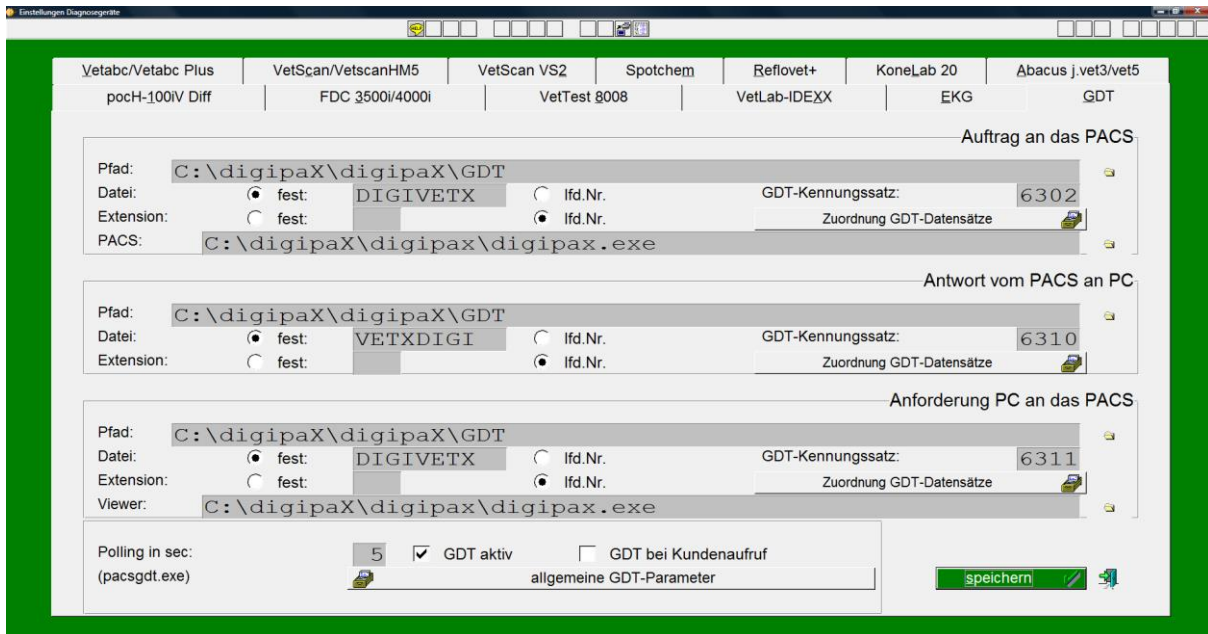 Einstellungen Diagnosegeräte
Vetabc/Vetabc Plus VetScan/VetscanHM5 VetScan VS2 Spotchem Reflovet+ KoneLab 20 Abacus j.vet3/vet5
pocH-100iV Diff FDC 3500i/4000i VetTest 8008 VetLab-IDEXX EKG GDT
Auftrag an das PACS
Pfad: C:\digipaX\digipaX\GDT
Datei: fest: DIGIVETX lfd.Nr. GDT-Kennungssatz: 6302
Extension: fest: lfd.Nr. Zuordnung GDT-Datensätze
PACS: C:\digipaX\digipax\digipax.exe
Antwort vom PACS an PC
Pfad: C:\digipaX\digipaX\GDT
Datei: fest: VETXDIGI lfd.Nr. GDT-Kennungssatz: 6310
Extension: fest: lfd.Nr. Zuordnung GDT-Datensätze
Anforderung PC an das PACS
Pfad: C:\digipaX\digipaX\GDT
Datei: fest: DIGIVETX lfd.Nr. GDT-Kennungssatz: 6311
Extension: fest: lfd.Nr. Zuordnung GDT-Datensätze
Viewer: C:\digipaX\digipax\digipax.exe
Polling in sec: 5 GDT aktiv GDT bei Kundenaufruf
(pacsgdt.exe) allgemeine GDT-Parameter speichern